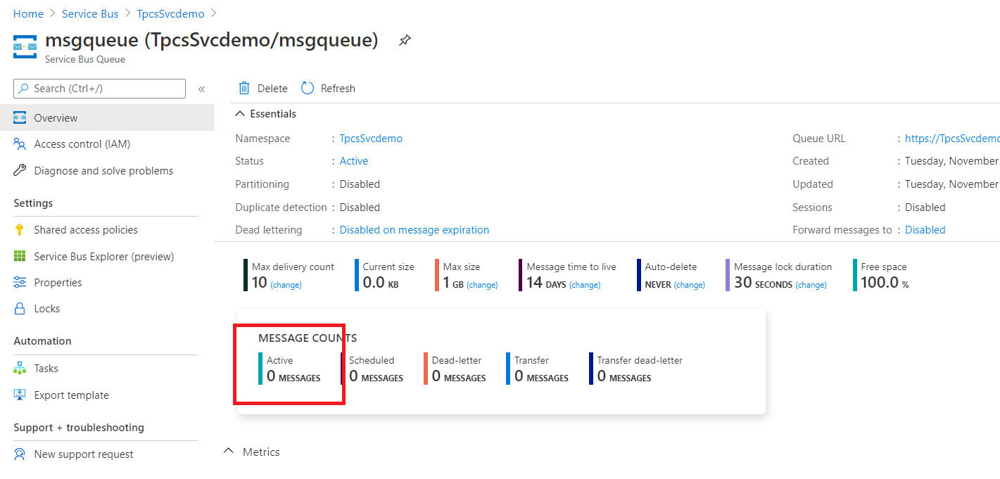 Home > Service Bus > TpcsSvcdemo >
msgqueue (TpcsSvcdemo/msgqueue)
Service Bus Queue
Search (Ctrl+/)
«
Overview
Access control (IAM)
Diagnose and solve problems
Settings
Shared access policies
Service Bus Explorer (preview)
Properties
Locks
Automation
Tasks
Export template
Support + troubleshooting
New support request
Delete Refresh
Essentials
Namespace : TpcsSvcdemo
Status : Active
Partitioning : Disabled
Duplicate detection : Disabled
Dead lettering : Disabled on message expiration
Queue URL : https://TpcsSvcdemo
Created : Tuesday, November
Updated : Tuesday, November
Sessions : Disabled
Forward messages to : Disabled
Max delivery count
10 (change)
Current size
0.0 KB
Max size
1 GB (change)
Message time to live
14 DAYS (change)
Auto-delete
NEVER (change)
Message lock duration
30 SECONDS (change)
Free space
100.0 %
MESSAGE COUNTS
Active
0 MESSAGES
Scheduled
0 MESSAGES
Dead-letter
0 MESSAGES
Transfer
0 MESSAGES
Transfer dead-letter
0 MESSAGES
Metrics